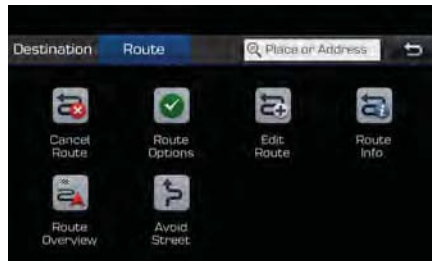 Destination Route Place or Address
Cancel Route Edit Route
Route Options Route Info
Route Avoid
Overview Street